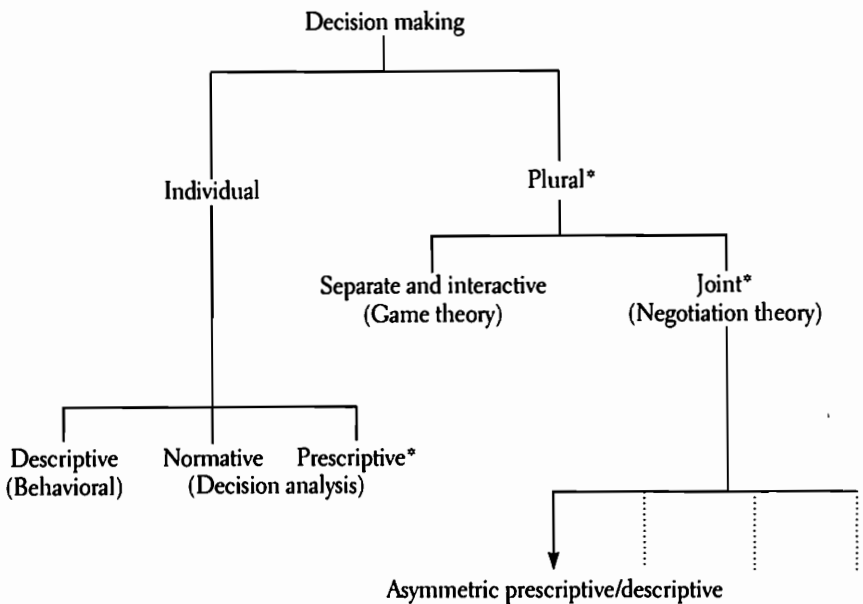 Decision making
Individual
Plural*
Separate and interactive
(Game theory)
Joint*
(Negotiation theory)
Descriptive
(Behavioral)
Normative Prescriptive*
(Decision analysis)
Asymmetric prescriptive/descriptive